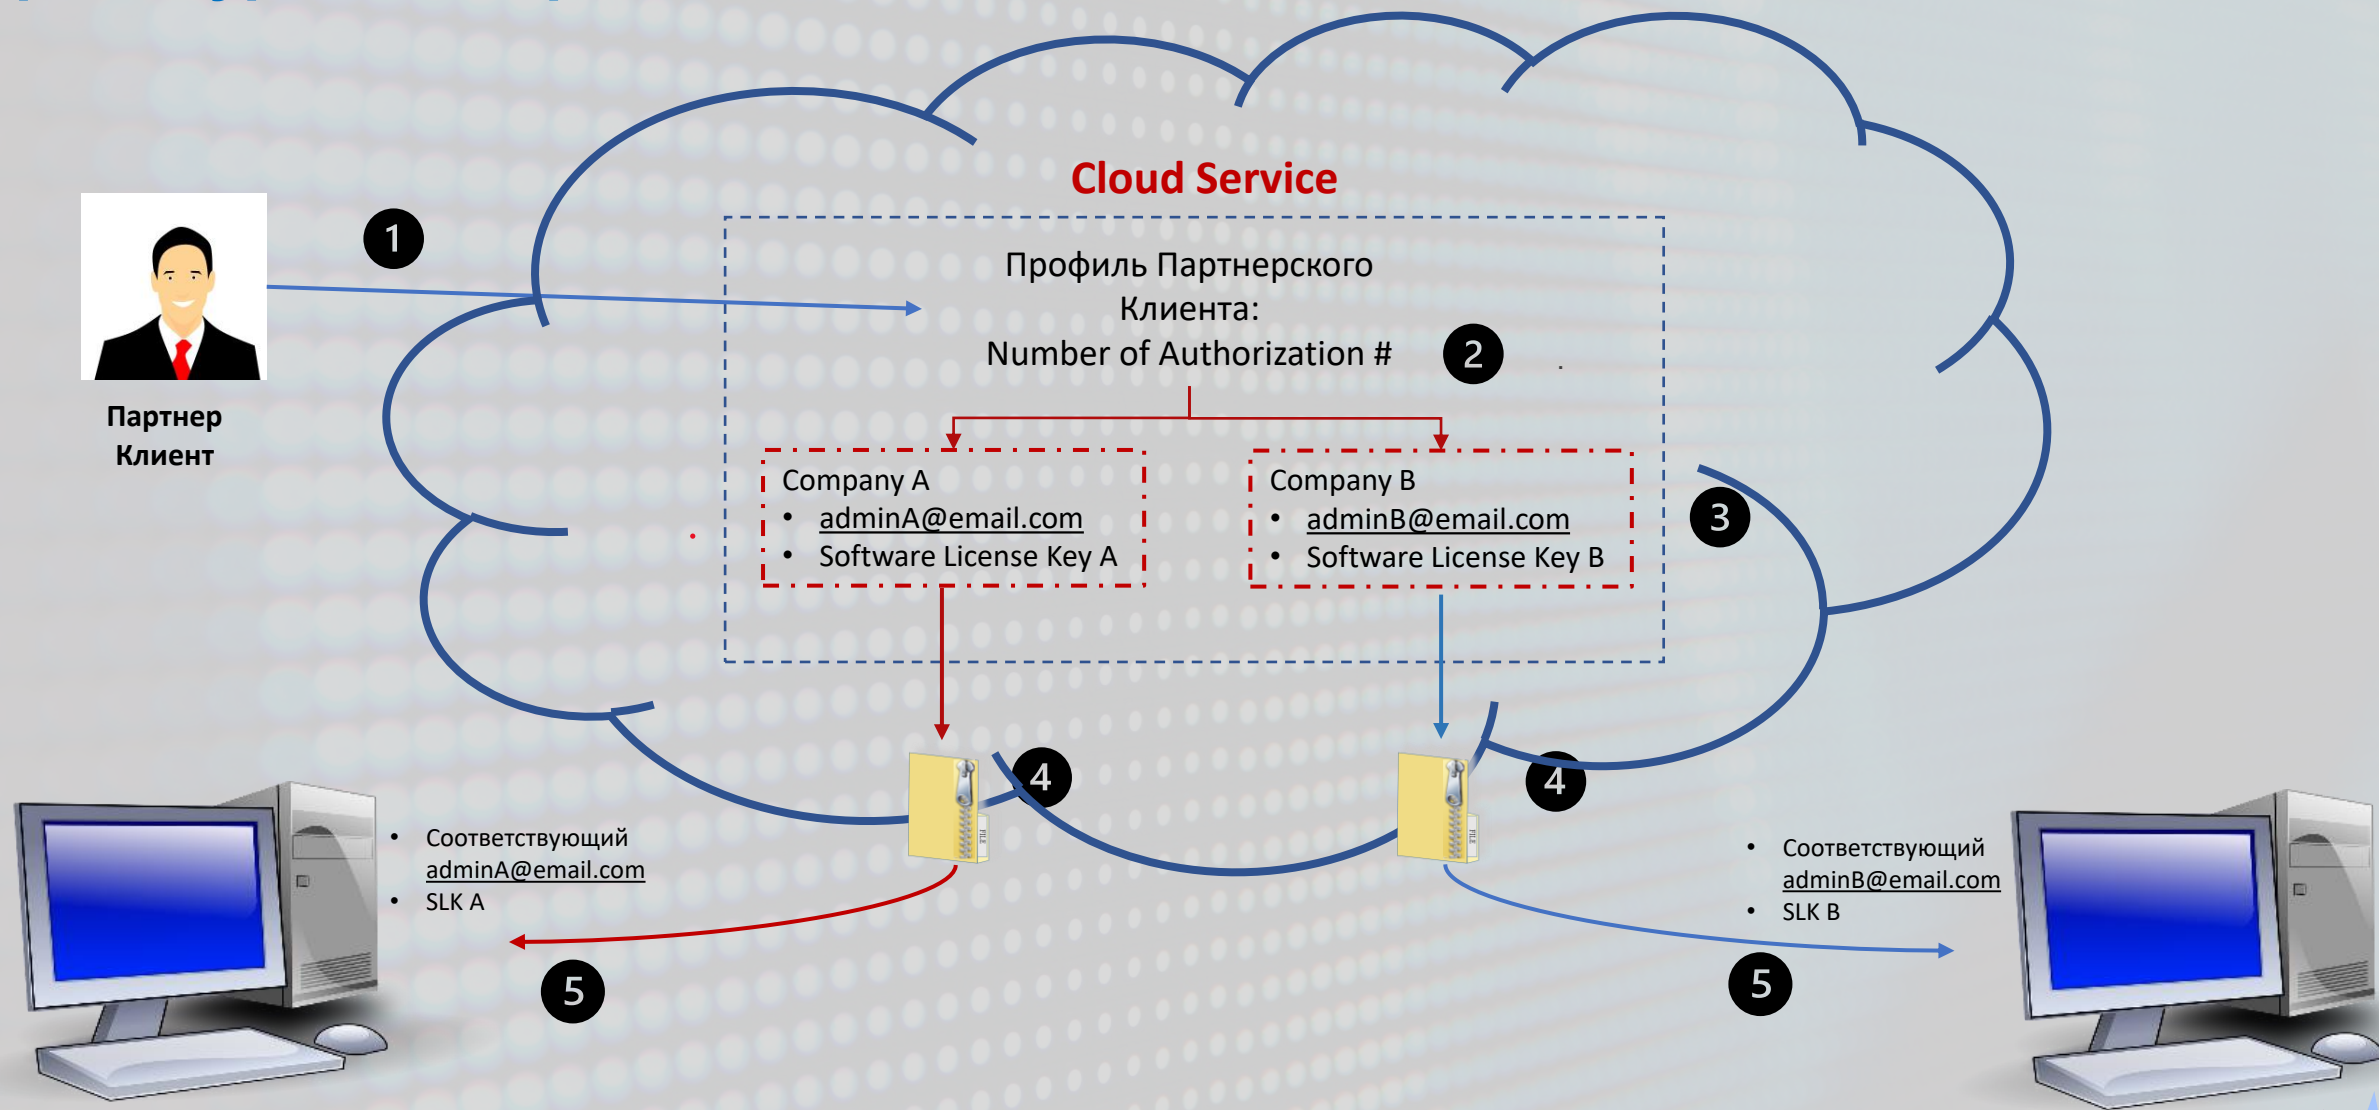 Cloud Service
1
Профиль Партнерского
Клиента:
Number of Authorization #
2
Партнер
Клиент
Company A
• adminA@email.com
• Software License Key A
Company B
• adminB@email.com
• Software License Key B
3
4
4
• Соответствующий
adminA@email.com
• SLK A
5
• Соответствующий
adminB@email.com
• SLK B
5
FILE
FILE